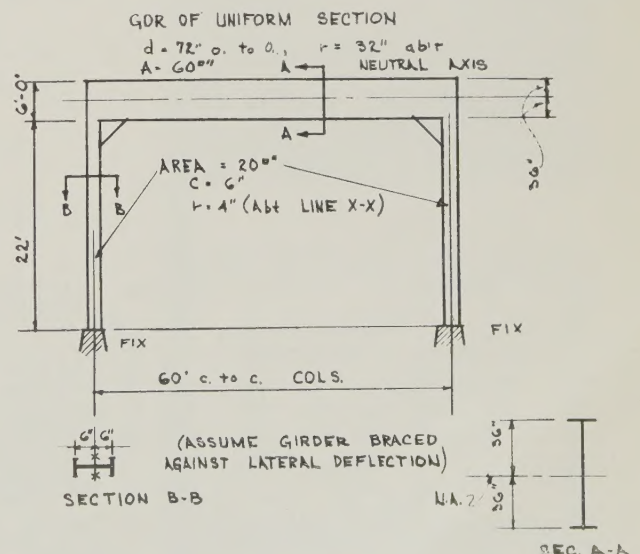 GDR OF UNIFORM SECTION
d = 72" o. to o., r = 32" abt
A = 60▫" A NEUTRAL AXIS
6'-0"
A
36"
AREA = 20▫"
C = 6"
r = 4" (Abt LINE X-X)
B B
22'
FIX FIX
60' c. to c. COLS.
6" 6"
(ASSUME GIRDER BRACED
AGAINST LATERAL DEFLECTION)
SECTION B-B
36"
N.A.
36"
SEC. A-A